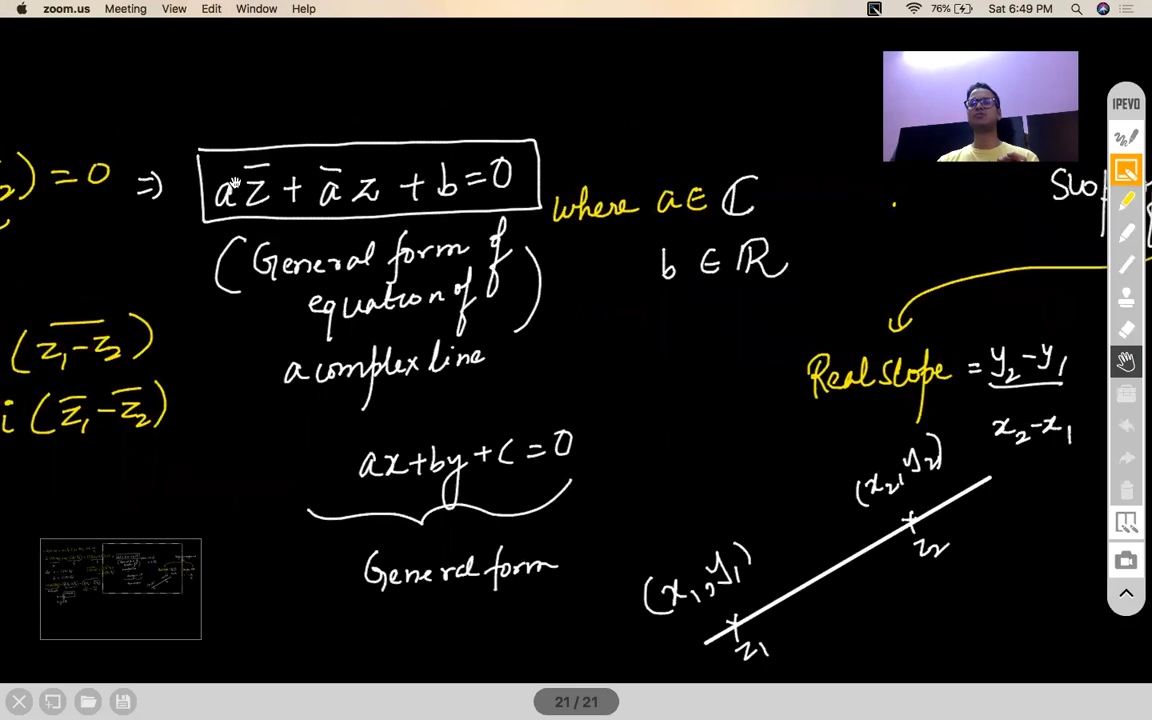 zoom.us Meeting View Edit Window Help 76% Sat 6:49 PM
IPEVO
) = 0 ⇒ az̅ + a̅z + b = 0 where a ∈ ℂ
b ∈ ℝ
(General form of
equation of
a complex line)
(z̅₁-z̅₂)
i (z̅₁-z̅₂)
ax+by+c=0
General form
Real slope = y₂-y₁
x₂-x₁
(x₂, y₂)
z₂
(x₁, y₁)
z₁
21 / 21